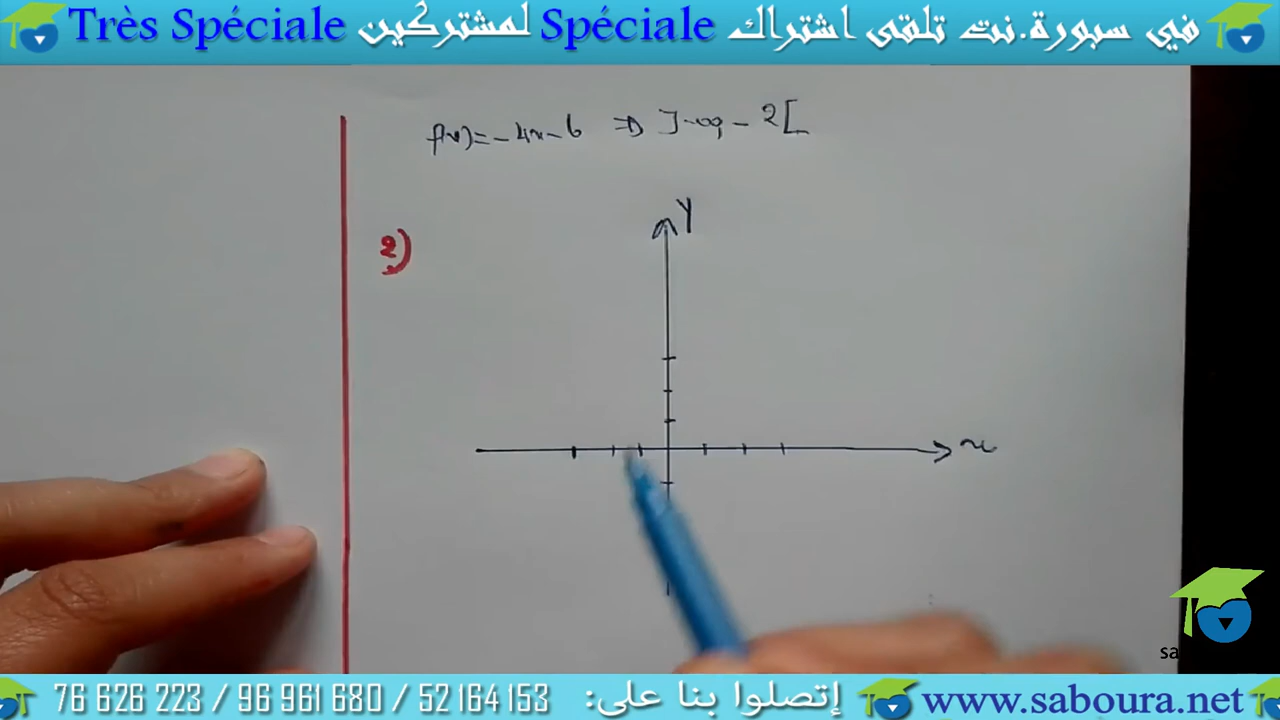 في سبورة.نت تلقى اشتراك Spéciale لمشتركين Très Spéciale
f(x)=-4x-6 ⇒ ]-∞,-2[
y
2)
x
sa
76 626 223 / 96 961 680 / 52 164 153 إتصلوا بنا على:
www.saboura.net